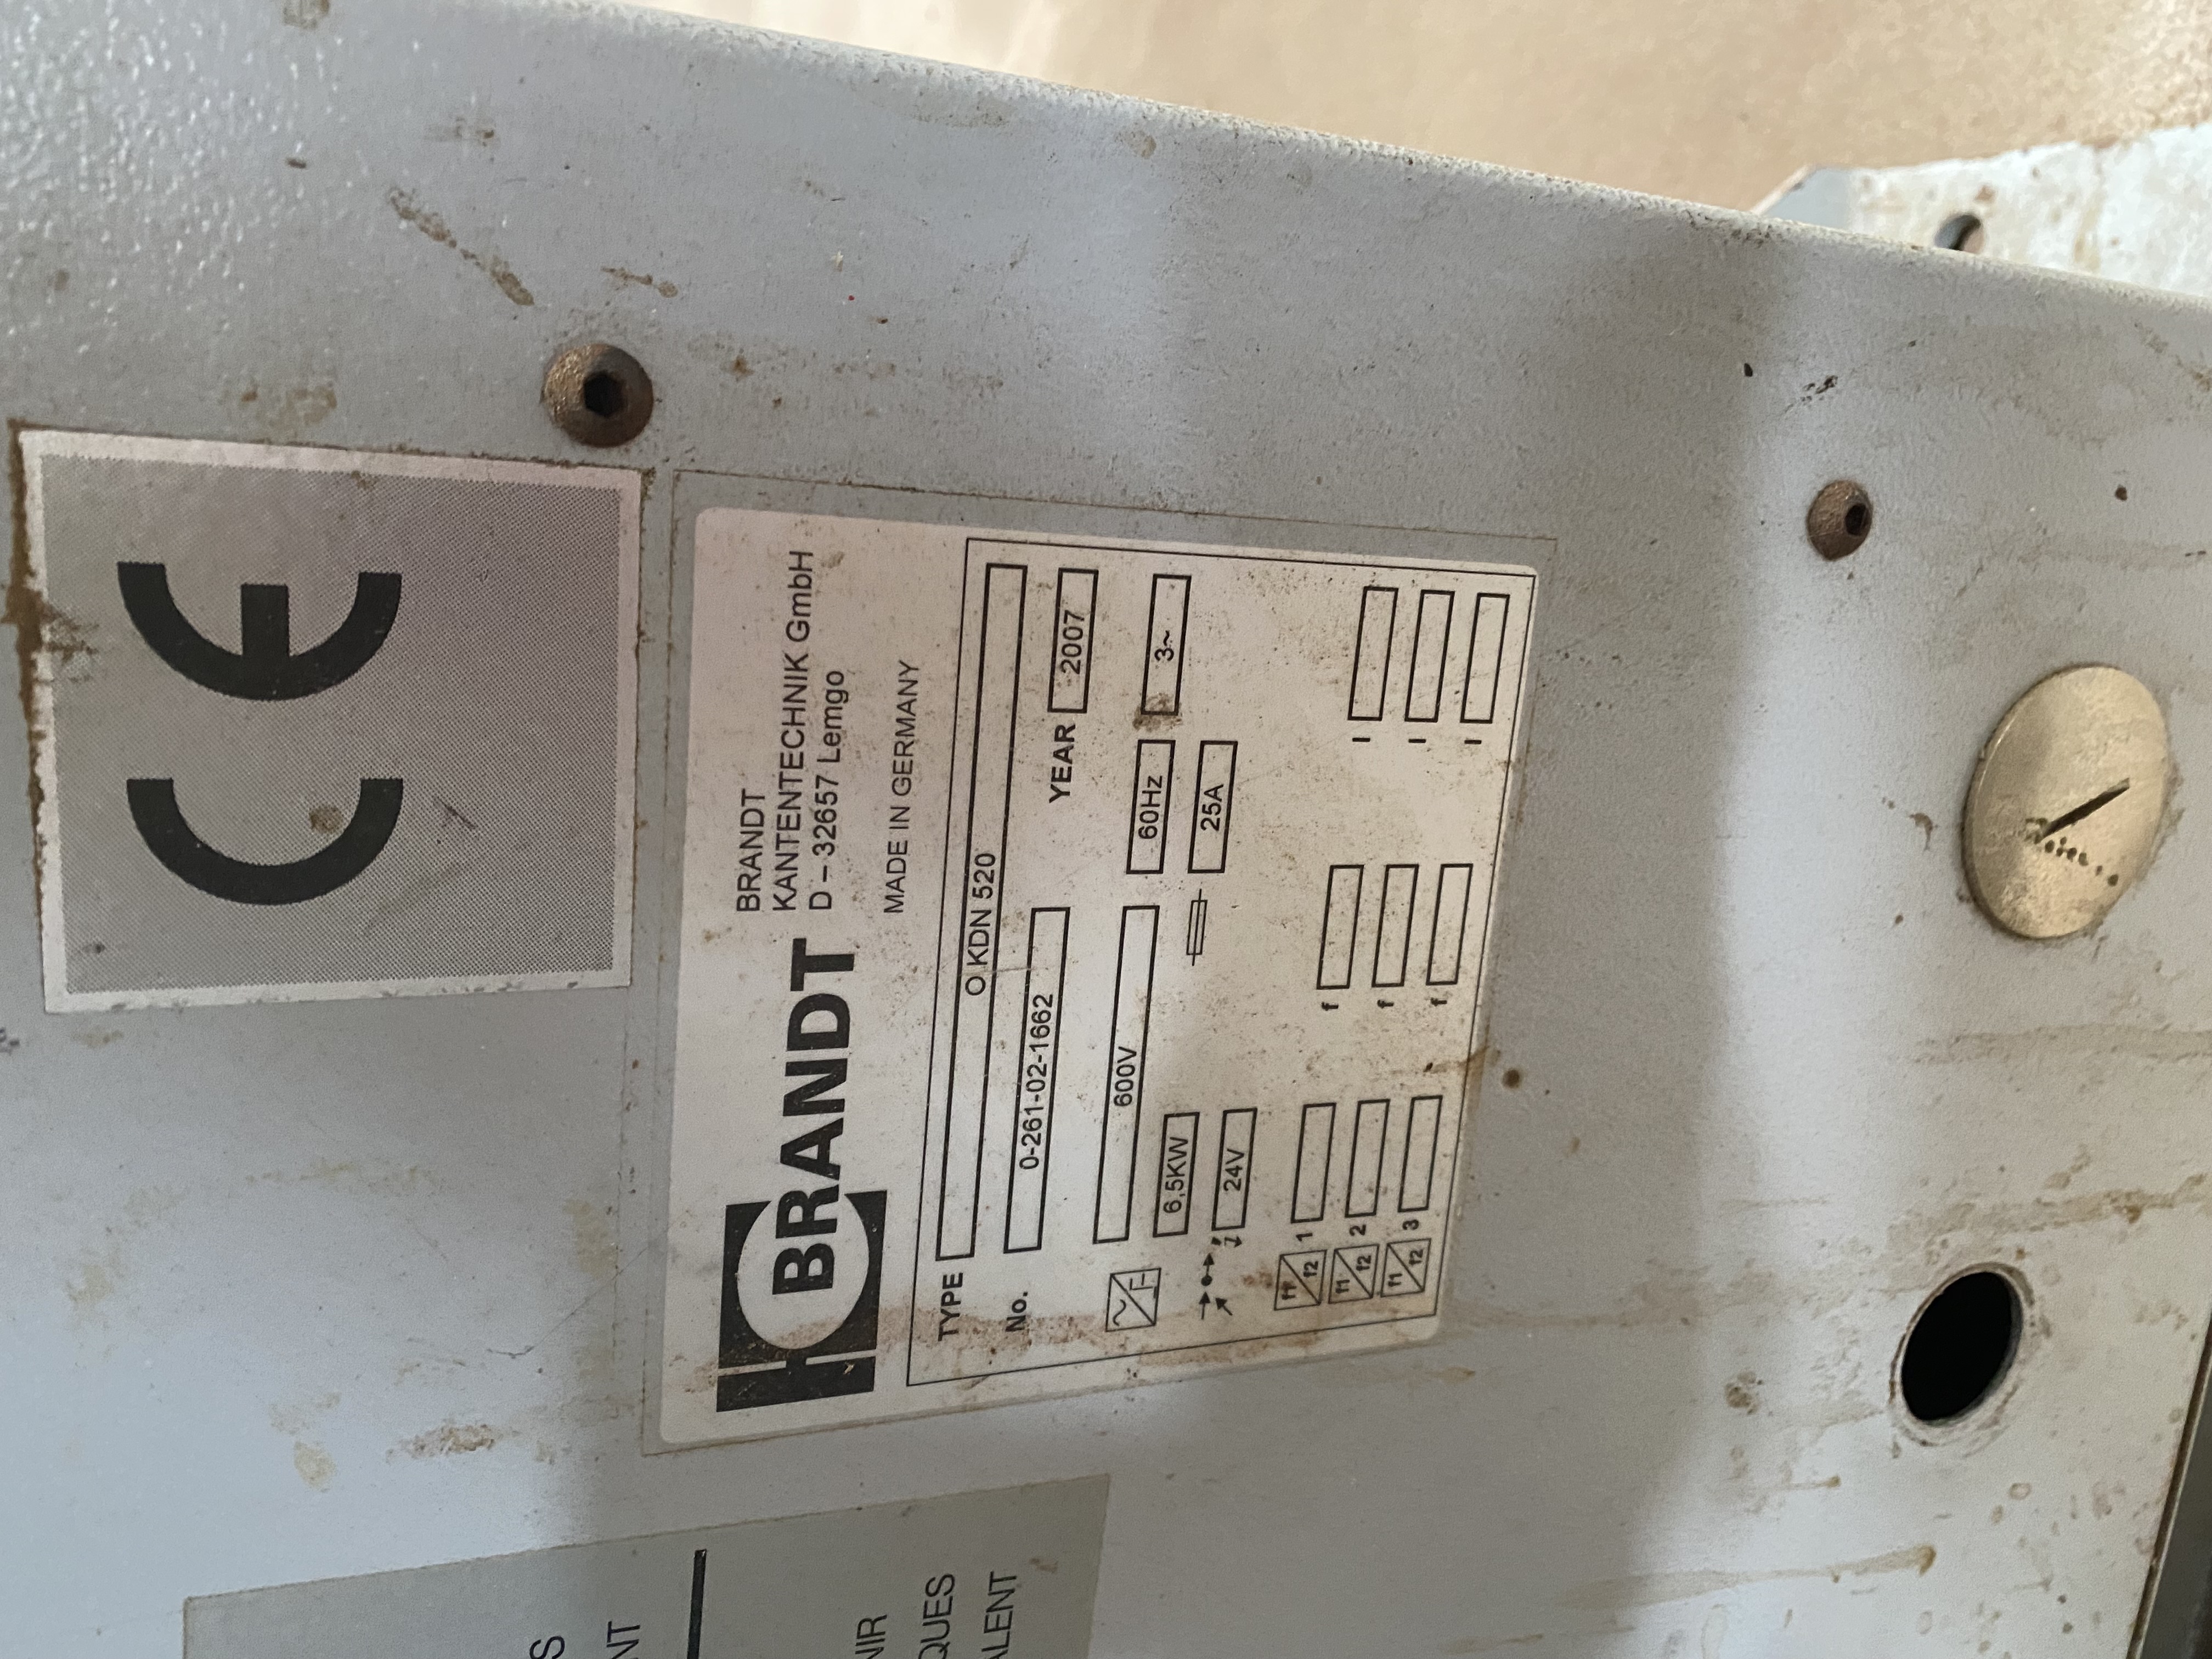 CE
BRANDT
BRANDT
KANTENTECHNIK GmbH
D – 32657 Lemgo
MADE IN GERMANY
TYPE O KDN 520
No. 0-261-02-1662 YEAR 2007
600V 60Hz 3~
6,5KW 25A
24V
f1 f2 1 f I
f1 f2 2 f I
f1 f2 3 f I
S
NT
NIR
QUES
ALENT